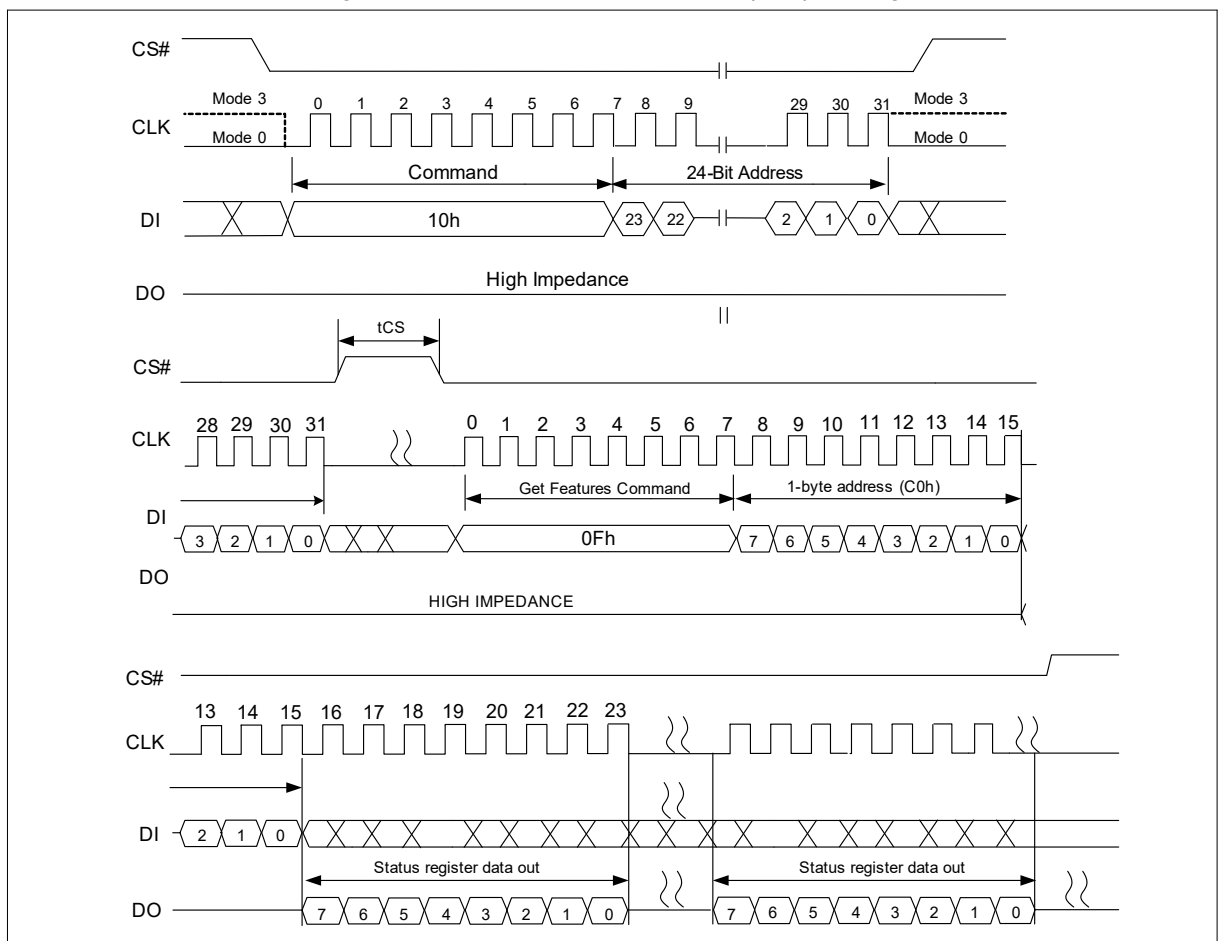 CS#
Mode 3
0 1 2 3 4 5 6 7 8 9 29 30 31
Mode 3
CLK
Mode 0
Mode 0
Command
24-Bit Address
DI
10h
23 22 2 1 0
High Impedance
DO
tCS
CS#
28 29 30 31 0 1 2 3 4 5 6 7 8 9 10 11 12 13 14 15
CLK
Get Features Command
1-byte address (C0h)
DI
3 2 1 0
0Fh
7 6 5 4 3 2 1 0
DO
HIGH IMPEDANCE
CS#
13 14 15 16 17 18 19 20 21 22 23
CLK
DI
2 1 0
Status register data out
Status register data out
DO
7 6 5 4 3 2 1 0
7 6 5 4 3 2 1 0